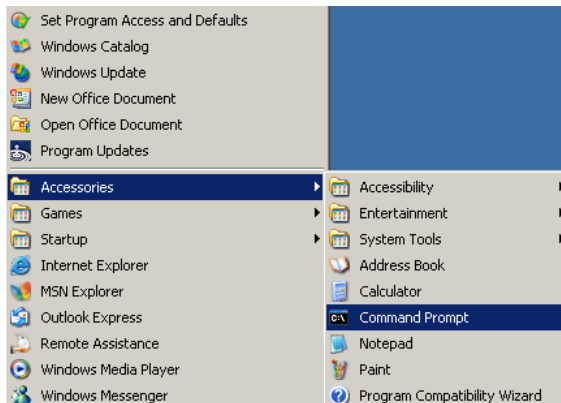 Set Program Access and Defaults
Windows Catalog
Windows Update
New Office Document
Open Office Document
Program Updates
Accessories
Games
Startup
Internet Explorer
MSN Explorer
Outlook Express
Remote Assistance
Windows Media Player
Windows Messenger
Accessibility
Entertainment
System Tools
Address Book
Calculator
C:\ Command Prompt
Notepad
Paint
Program Compatibility Wizard